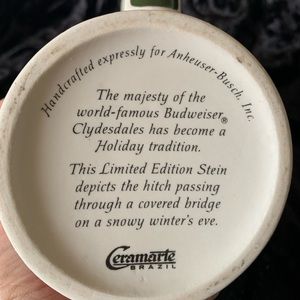 Handcrafted expressly for Anheuser-Busch, Inc.
The majesty of the
world-famous Budweiser®
Clydesdales has become a
Holiday tradition.
This Limited Edition Stein
depicts the hitch passing
through a covered bridge
on a snowy winter's eve.
Ceramarte
BRAZIL